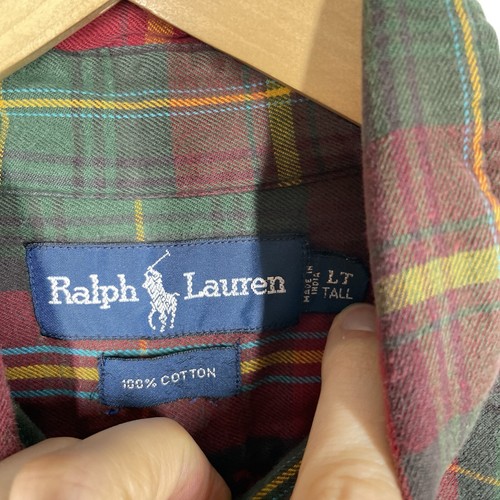 Ralph Lauren
MADE IN INDIA
LT
TALL
100% COTTON